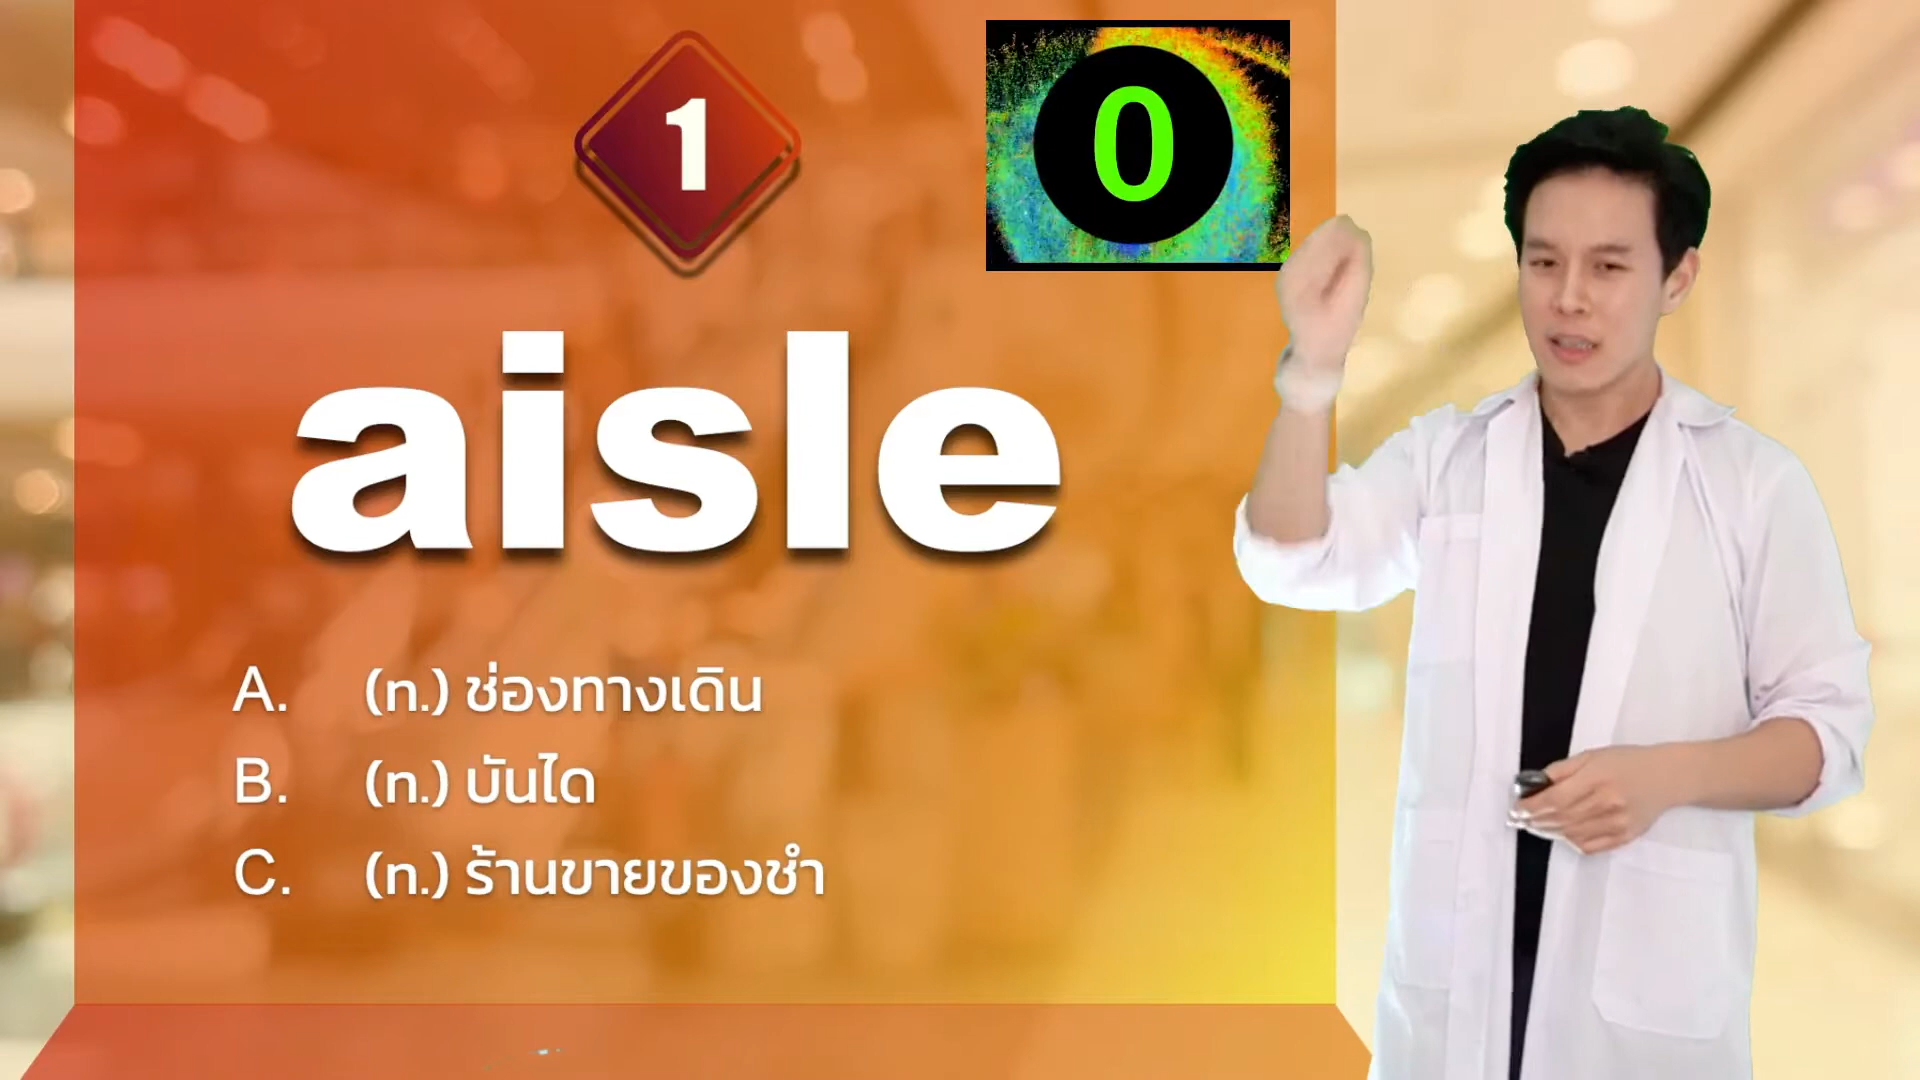 1
0
aisle
A. (n.) ช่องทางเดิน
B. (n.) บันได
C. (n.) ร้านขายของชำ